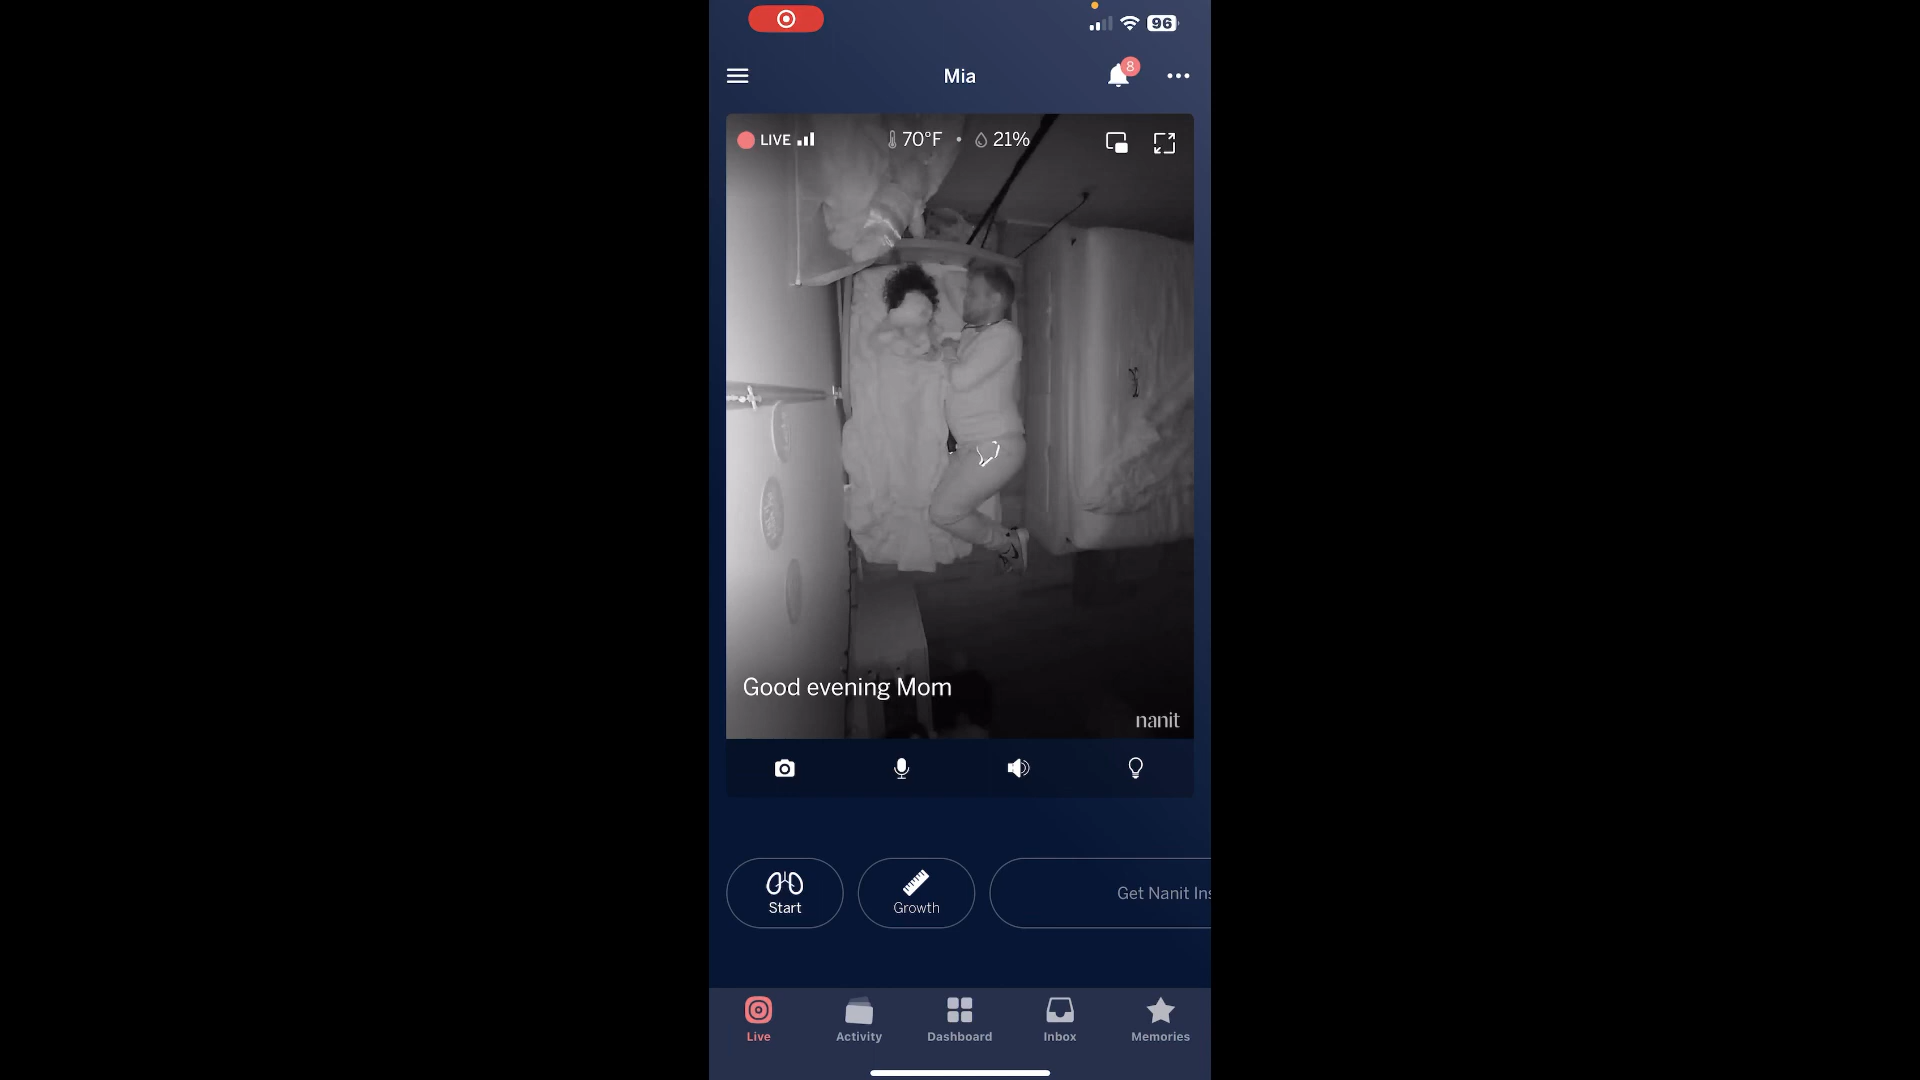 96
Mia
8
LIVE 70°F • 21%
Good evening Mom
nanit
Start
Growth
Get Nanit Ins
Live
Activity
Dashboard
Inbox
Memories